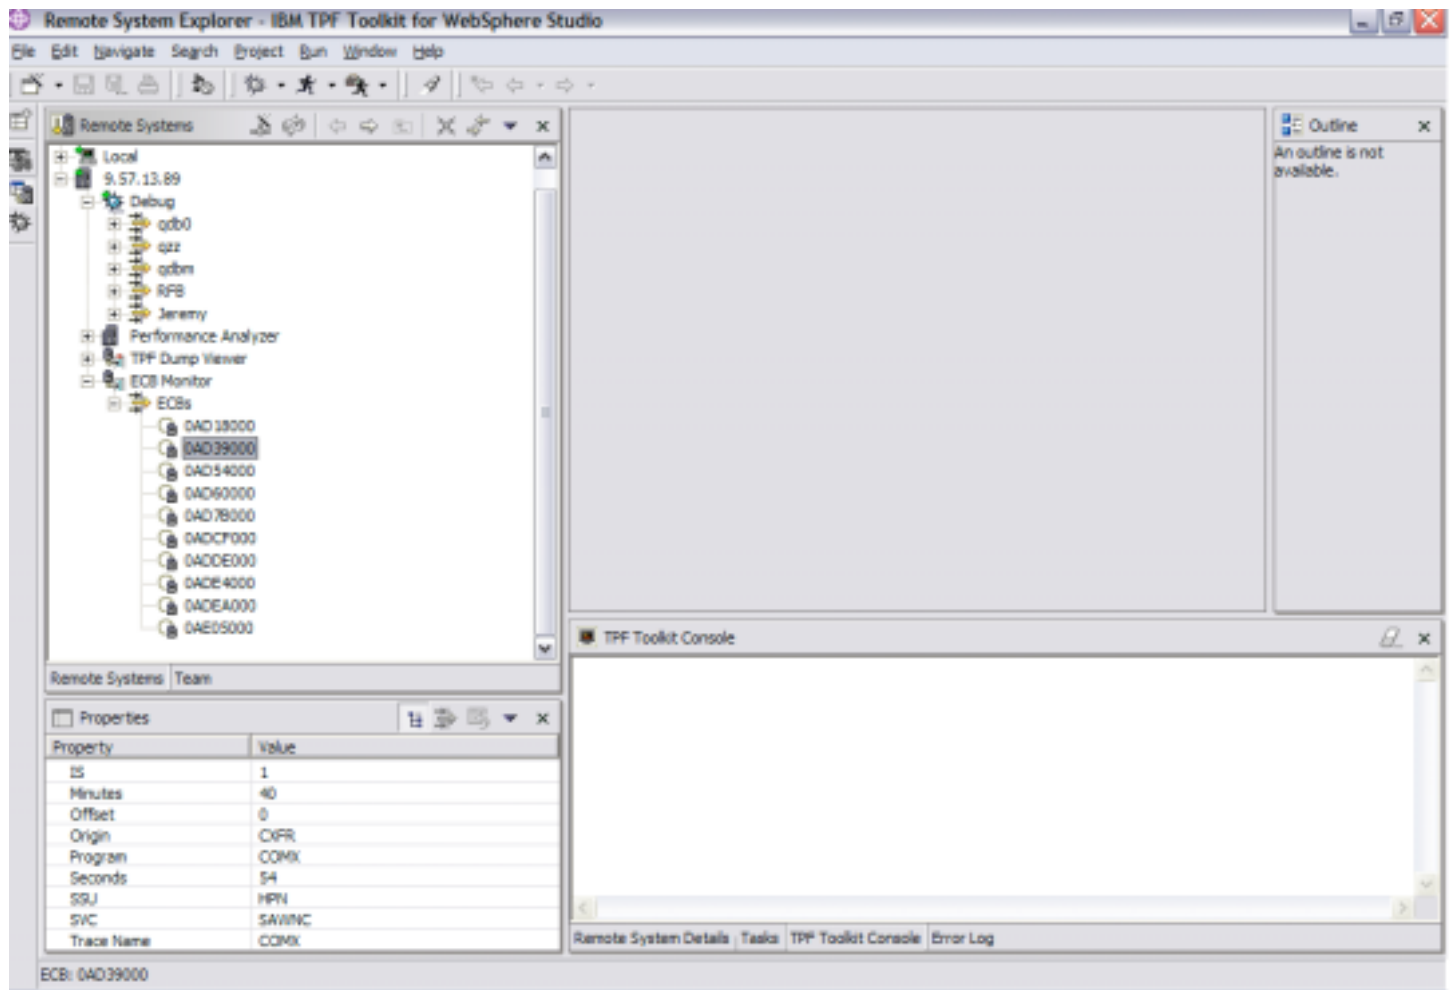 Remote System Explorer - IBM TPF Toolkit for WebSphere Studio
File Edit Navigate Search Project Run Window Help
Remote Systems
Local
9.57.13.89
Debug
qdb0
qzz
qdbm
RFB
Jeremy
Performance Analyzer
TPF Dump Viewer
ECB Monitor
ECBs
0AD18000
0AD39000
0AD54000
0AD60000
0AD7B000
0ADCF000
0ADDE000
0ADE4000
0ADEA000
0AE05000
Remote Systems Team
Outline
An outline is not
available.
Properties
Property Value
IS 1
Minutes 40
Offset 0
Origin CXFR
Program COMX
Seconds 54
SSU HPN
SVC SAWNC
Trace Name COMX
TPF Toolkit Console
Remote System Details Tasks TPF Toolkit Console Error Log
ECB: 0AD39000